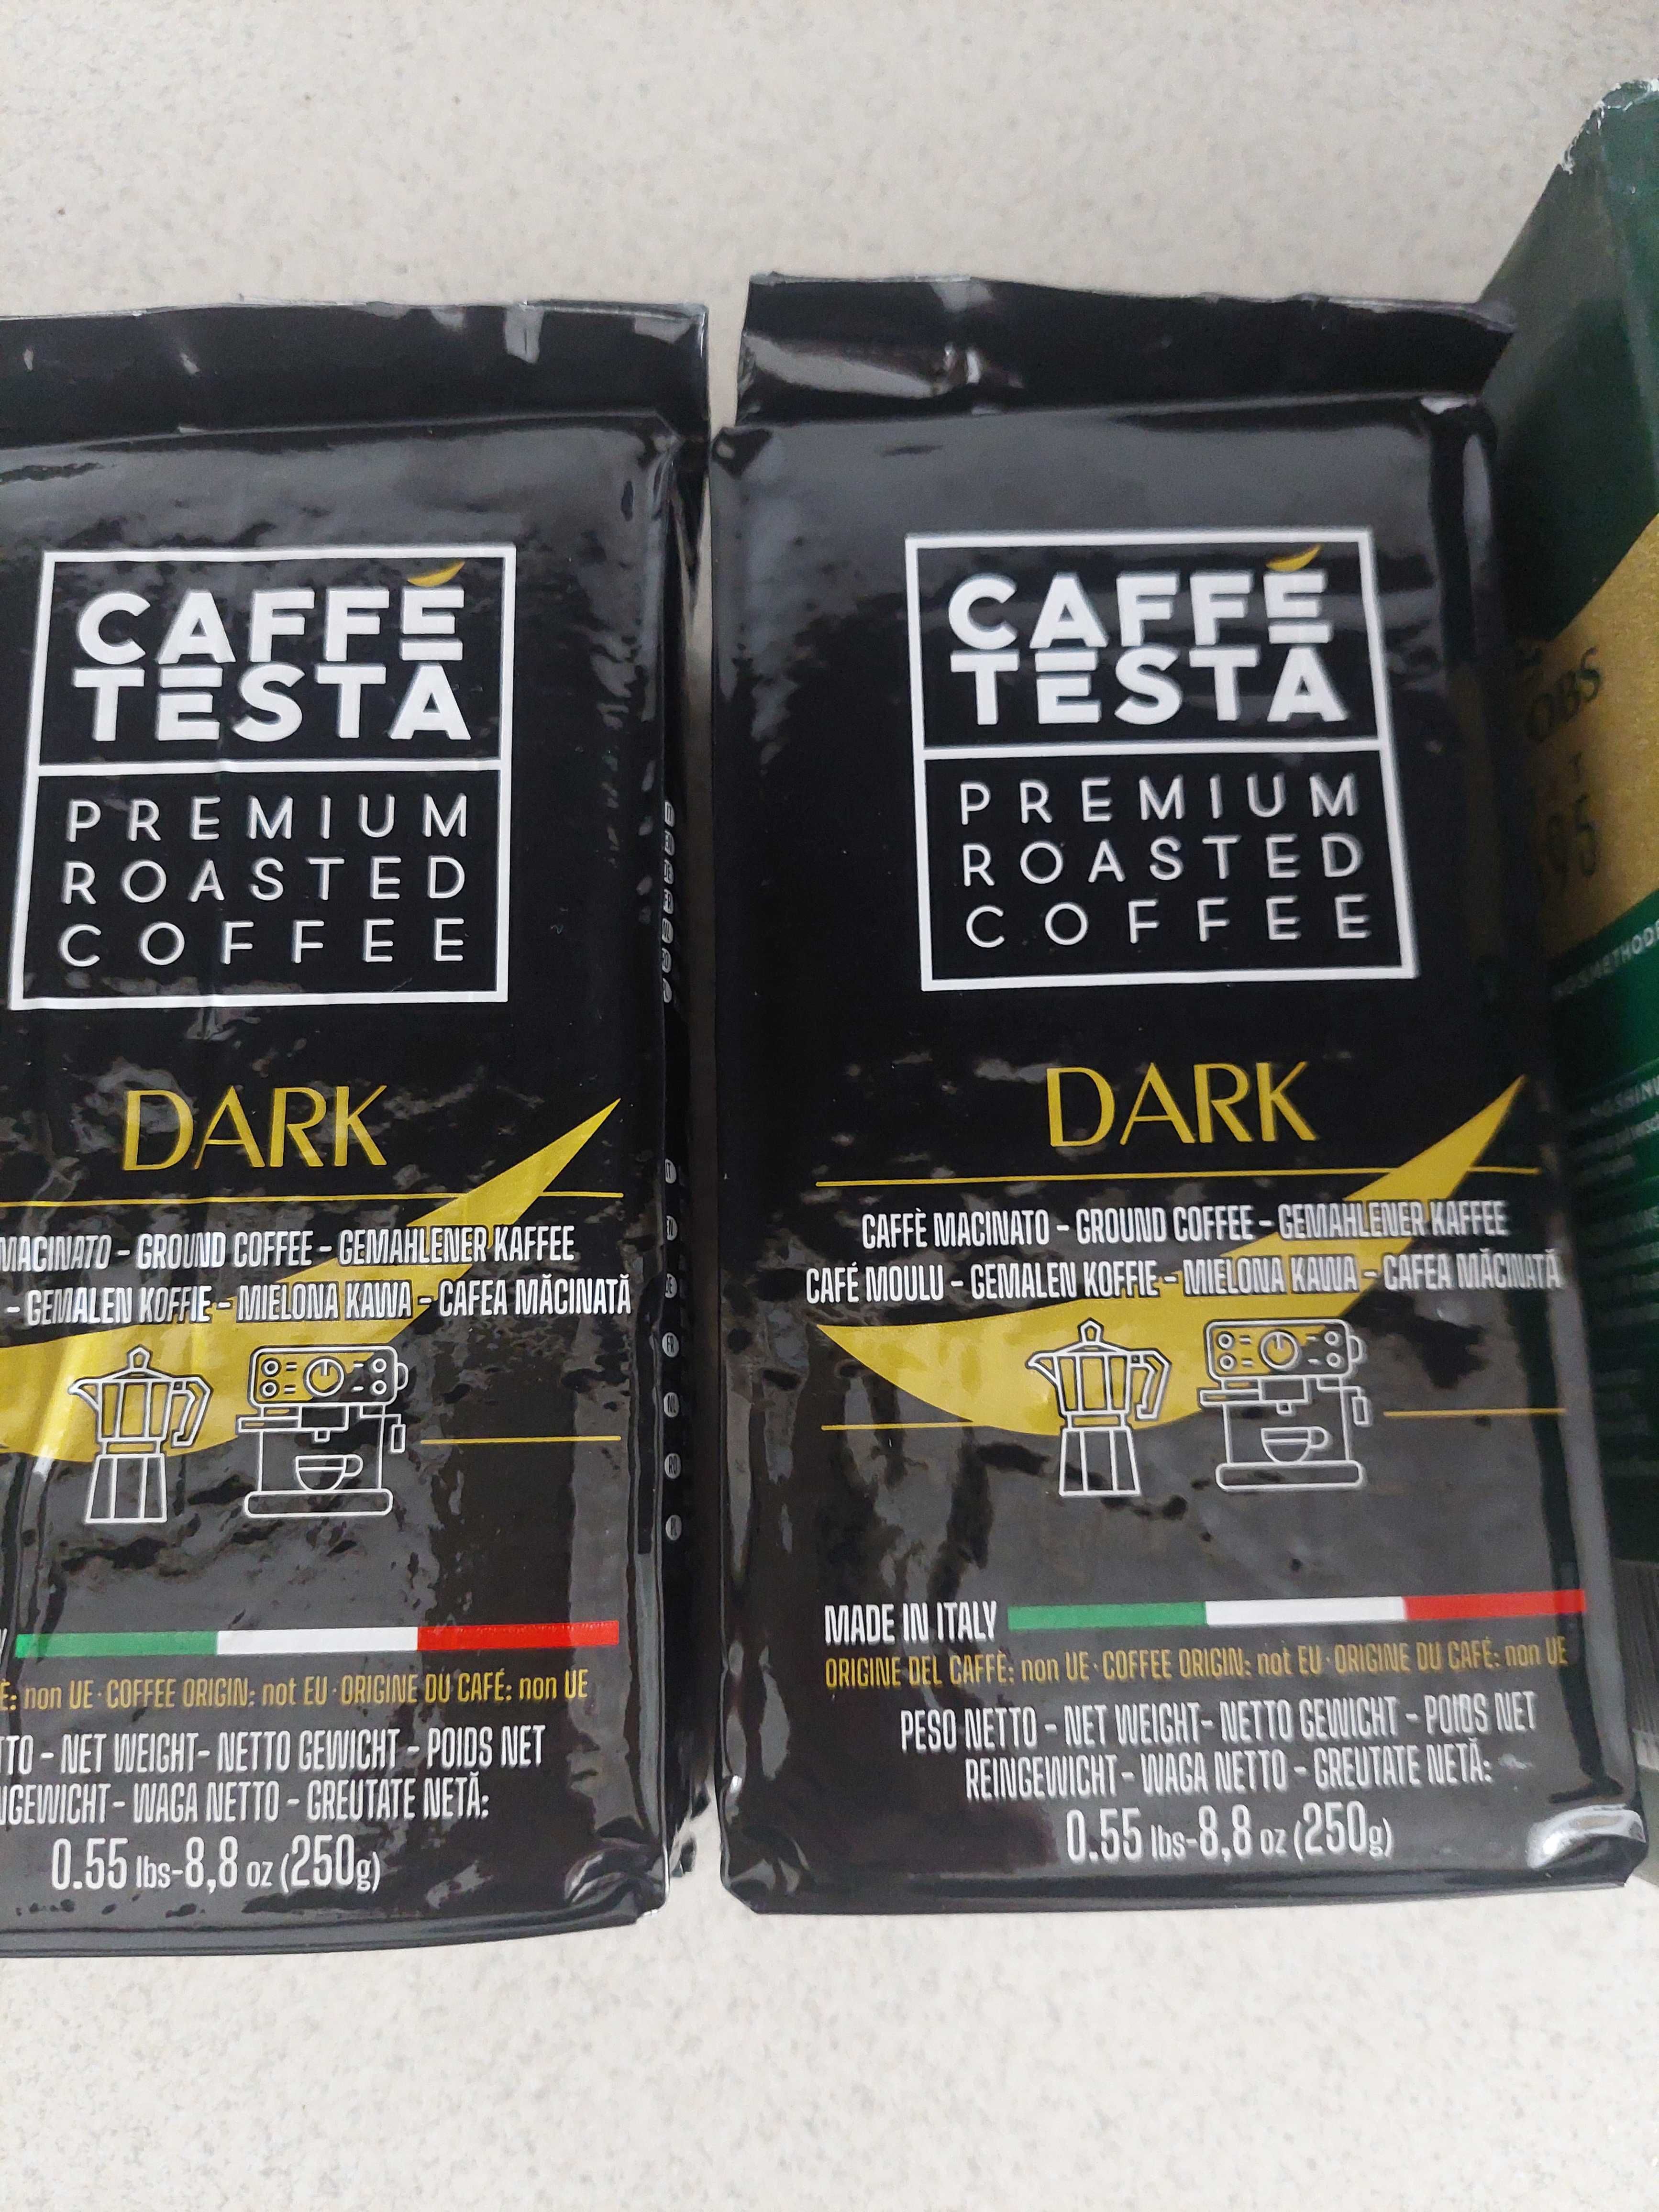 CAFFÉ
TESTA
PREMIUM
ROASTED
COFFEE
DARK
MACINATO - GROUND COFFEE - GEMAHLENER KAFFEE
- GEMALEN KOFFIE - MIELONA KAWA - CAFEA MĂCINATĂ
È: non UE · COFFEE ORIGIN: not EU · ORIGINE DU CAFÉ: non UE
TTO - NET WEIGHT- NETTO GEWICHT - POIDS NET
NGEWICHT - WAGA NETTO - GREUTATE NETĂ:
0.55 lbs-8,8 oz (250g)
CAFFÉ
TESTA
PREMIUM
ROASTED
COFFEE
DARK
CAFFÈ MACINATO - GROUND COFFEE - GEMAHLENER KAFFEE
CAFÉ MOULU - GEMALEN KOFFIE - MIELONA KAWA - CAFEA MĂCINATĂ
MADE IN ITALY
ORIGINE DEL CAFFÈ: non UE · COFFEE ORIGIN: not EU · ORIGINE DU CAFÉ: non UE
PESO NETTO - NET WEIGHT- NETTO GEWICHT - POIDS NET
REINGEWICHT - WAGA NETTO - GREUTATE NETĂ:
0.55 lbs-8,8 oz (250g)
OBS
95